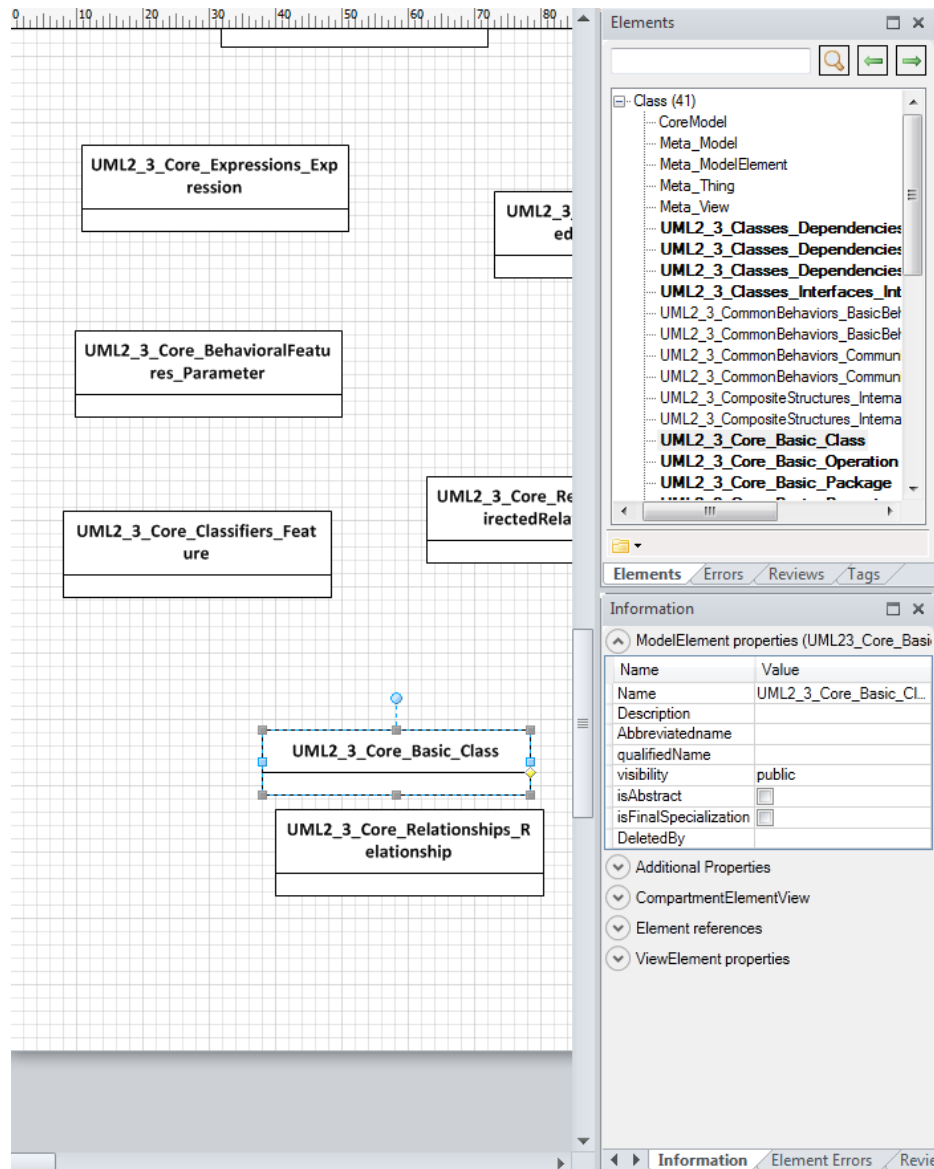 0 10 20 30 40 50 60 70 80
UML2_3_Core_Expressions_Exp
ression
UML2_3_
ed
UML2_3_Core_BehavioralFeatu
res_Parameter
UML2_3_Core_Re
irectedRela
UML2_3_Core_Classifiers_Feat
ure
UML2_3_Core_Basic_Class
UML2_3_Core_Relationships_R
elationship
Elements
Class (41)
CoreModel
Meta_Model
Meta_ModelElement
Meta_Thing
Meta_View
UML2_3_Classes_Dependencies
UML2_3_Classes_Dependencies
UML2_3_Classes_Dependencies
UML2_3_Classes_Interfaces_Int
UML2_3_CommonBehaviors_BasicBeh
UML2_3_CommonBehaviors_BasicBeh
UML2_3_CommonBehaviors_Commun
UML2_3_CommonBehaviors_Commun
UML2_3_CompositeStructures_Interna
UML2_3_CompositeStructures_Interna
UML2_3_Core_Basic_Class
UML2_3_Core_Basic_Operation
UML2_3_Core_Basic_Package
Elements Errors Reviews Tags
Information
ModelElement properties (UML23_Core_Basi
Name Value
Name UML2_3_Core_Basic_Cl...
Description
Abbreviatedname
qualifiedName
visibility public
isAbstract
isFinalSpecialization
DeletedBy
Additional Properties
CompartmentElementView
Element references
ViewElement properties
Information Element Errors Revie